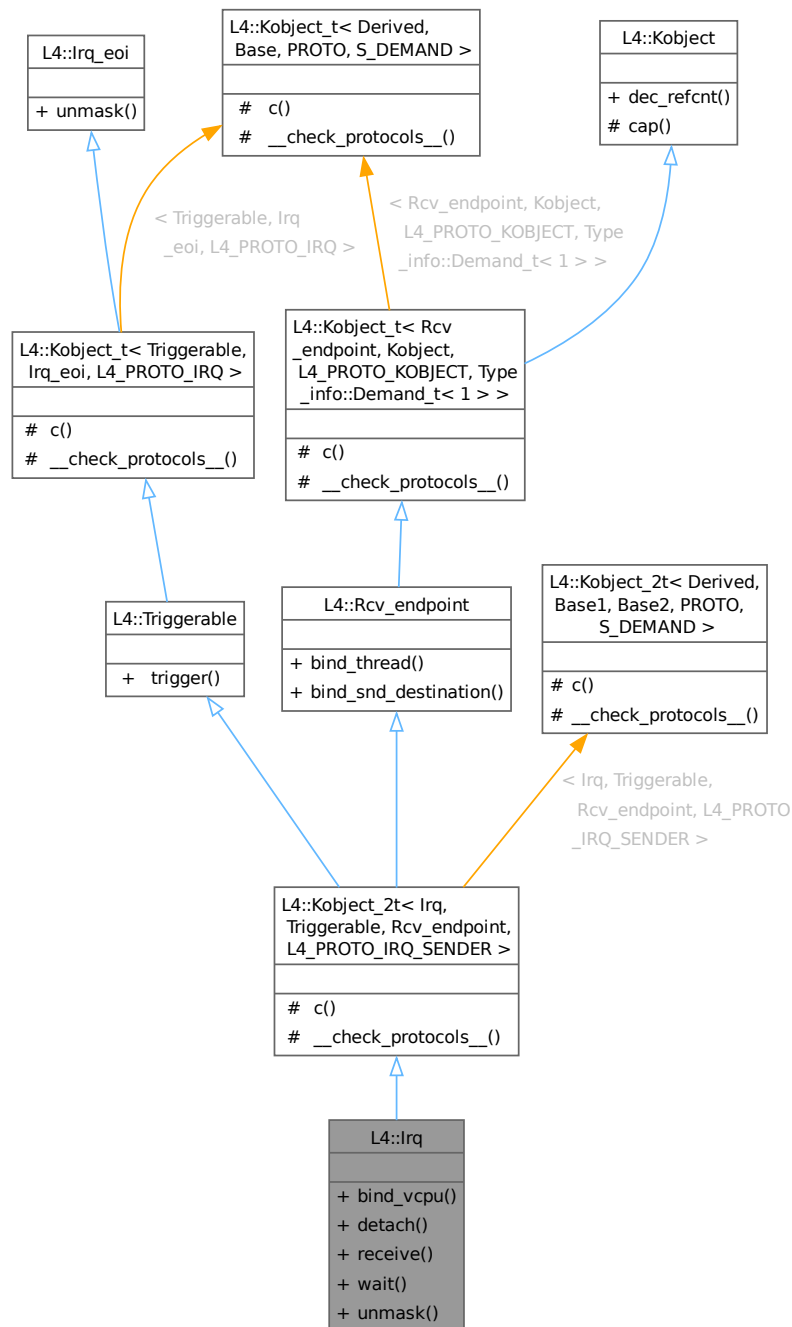 L4::Irq_eoi
+ unmask()
L4::Kobject_t< Derived,
Base, PROTO, S_DEMAND >
# c()
# __check_protocols__()
L4::Kobject
+ dec_refcnt()
# cap()
< Triggerable, Irq
_eoi, L4_PROTO_IRQ >
< Rcv_endpoint, Kobject,
L4_PROTO_KOBJECT, Type
_info::Demand_t< 1 > >
L4::Kobject_t< Triggerable,
Irq_eoi, L4_PROTO_IRQ >
# c()
# __check_protocols__()
L4::Kobject_t< Rcv
_endpoint, Kobject,
L4_PROTO_KOBJECT, Type
_info::Demand_t< 1 > >
# c()
# __check_protocols__()
L4::Triggerable
+ trigger()
L4::Rcv_endpoint
+ bind_thread()
+ bind_snd_destination()
L4::Kobject_2t< Derived,
Base1, Base2, PROTO,
S_DEMAND >
# c()
# __check_protocols__()
< Irq, Triggerable,
Rcv_endpoint, L4_PROTO
_IRQ_SENDER >
L4::Kobject_2t< Irq,
Triggerable, Rcv_endpoint,
L4_PROTO_IRQ_SENDER >
# c()
# __check_protocols__()
L4::Irq
+ bind_vcpu()
+ detach()
+ receive()
+ wait()
+ unmask()